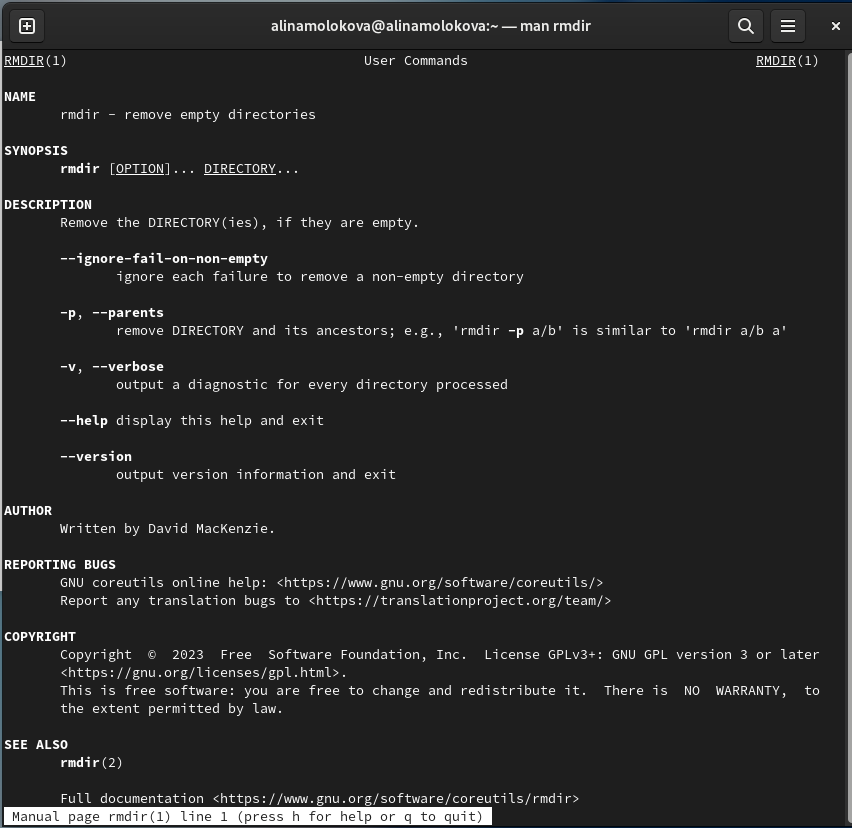 alinamolokova@alinamolokova:~ — man rmdir
RMDIR(1) User Commands RMDIR(1)
NAME
rmdir - remove empty directories
SYNOPSIS
rmdir [OPTION]... DIRECTORY...
DESCRIPTION
Remove the DIRECTORY(ies), if they are empty.
--ignore-fail-on-non-empty
ignore each failure to remove a non-empty directory
-p, --parents
remove DIRECTORY and its ancestors; e.g., 'rmdir -p a/b' is similar to 'rmdir a/b a'
-v, --verbose
output a diagnostic for every directory processed
--help display this help and exit
--version
output version information and exit
AUTHOR
Written by David MacKenzie.
REPORTING BUGS
GNU coreutils online help: <https://www.gnu.org/software/coreutils/>
Report any translation bugs to <https://translationproject.org/team/>
COPYRIGHT
Copyright © 2023 Free Software Foundation, Inc. License GPLv3+: GNU GPL version 3 or later
<https://gnu.org/licenses/gpl.html>.
This is free software: you are free to change and redistribute it. There is NO WARRANTY, to
the extent permitted by law.
SEE ALSO
rmdir(2)
Full documentation <https://www.gnu.org/software/coreutils/rmdir>
Manual page rmdir(1) line 1 (press h for help or q to quit)